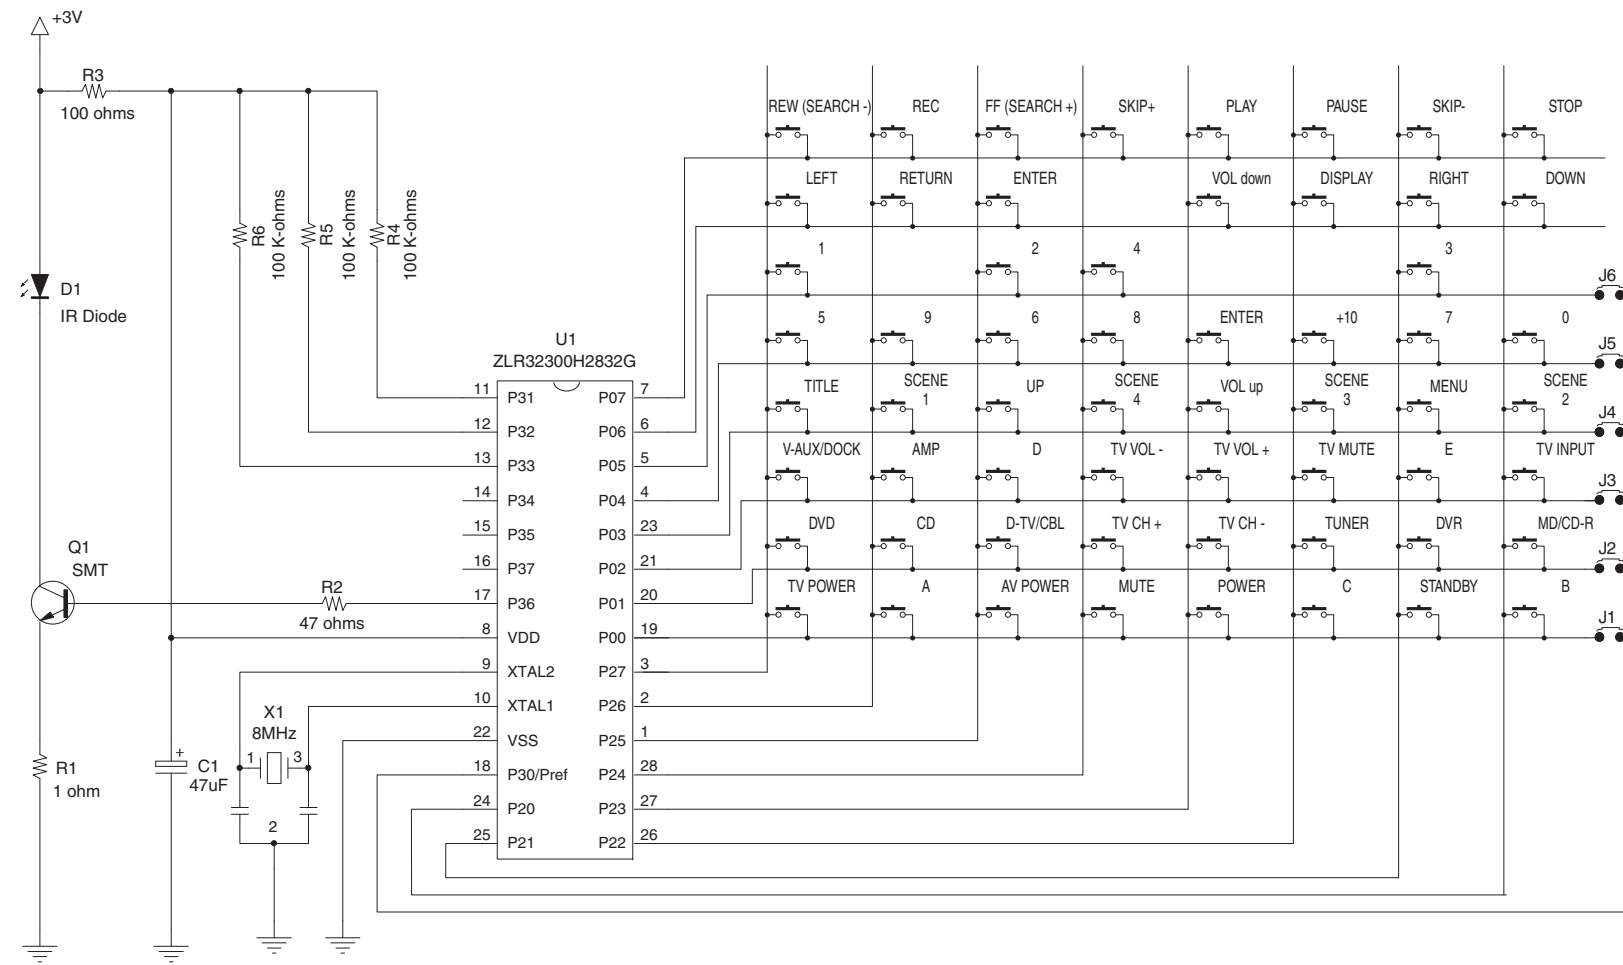 +3V
R3
100 ohms
REW (SEARCH -) REC FF (SEARCH +) SKIP+ PLAY PAUSE SKIP- STOP
LEFT RETURN ENTER VOL down DISPLAY RIGHT DOWN
R6
100 K-ohms
R5
100 K-ohms
R4
100 K-ohms
1 2 4 3
J6
D1
IR Diode
5 9 6 8 ENTER +10 7 0
J5
U1
ZLR32300H2832G
TITLE SCENE 1 UP SCENE 4 VOL up SCENE 3 MENU SCENE 2
J4
11 P31 P07 7
12 P32 P06 6
V-AUX/DOCK AMP D TV VOL - TV VOL + TV MUTE E TV INPUT
J3
13 P33 P05 5
14 P34 P04 4
DVD CD D-TV/CBL TV CH + TV CH - TUNER DVR MD/CD-R
J2
15 P35 P03 23
16 P37 P02 21
Q1
SMT
TV POWER A AV POWER MUTE POWER C STANDBY B
J1
R2
47 ohms
17 P36 P01 20
8 VDD P00 19
9 XTAL2 P27 3
10 XTAL1 P26 2
22 VSS P25 1
18 P30/Pref P24 28
24 P20 P23 27
25 P21 P22 26
X1
8MHz
1 3
2
R1
1 ohm
+
C1
47uF